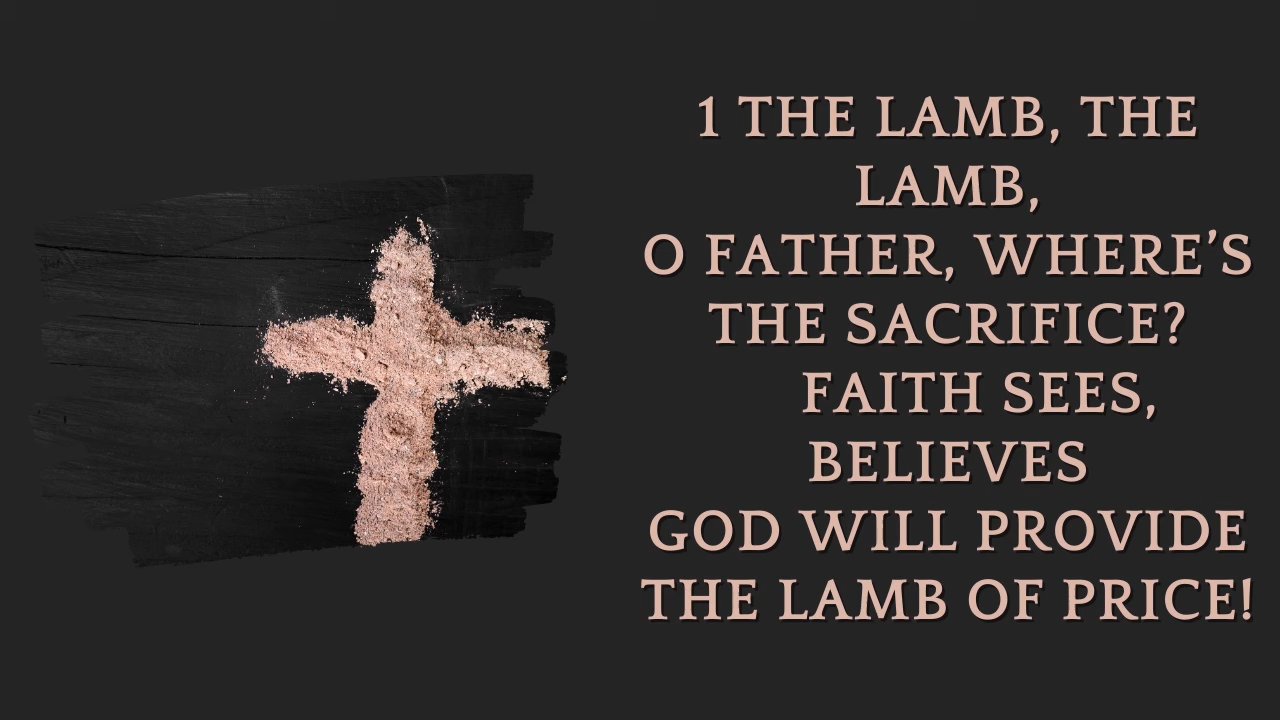 1 THE LAMB, THE
LAMB,
O FATHER, WHERE’S
THE SACRIFICE?
FAITH SEES,
BELIEVES
GOD WILL PROVIDE
THE LAMB OF PRICE!